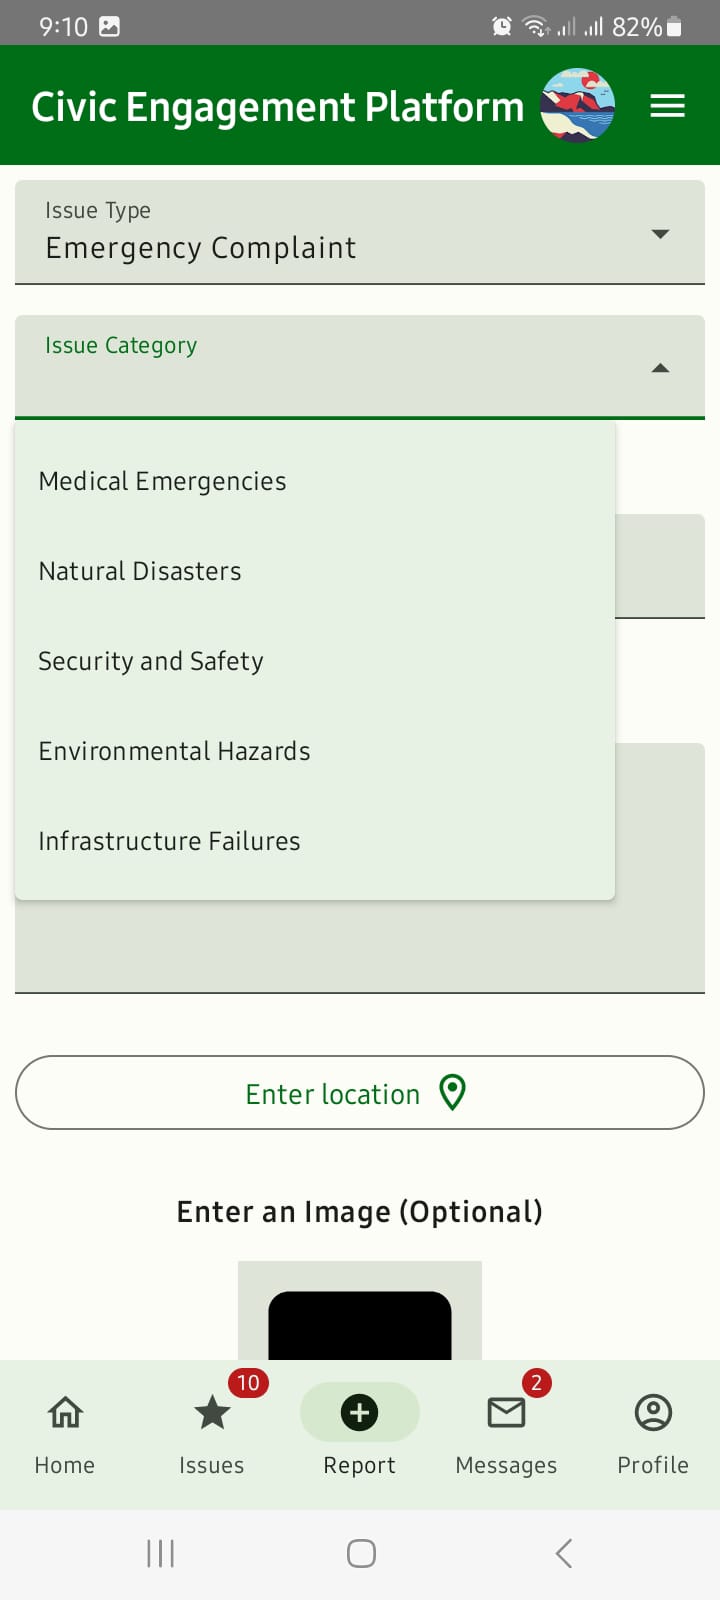 9:10 82%
Civic Engagement Platform
Issue Type
Emergency Complaint
Issue Category
Medical Emergencies
Natural Disasters
Security and Safety
Environmental Hazards
Infrastructure Failures
Enter location
Enter an Image (Optional)
10 2
Home Issues Report Messages Profile